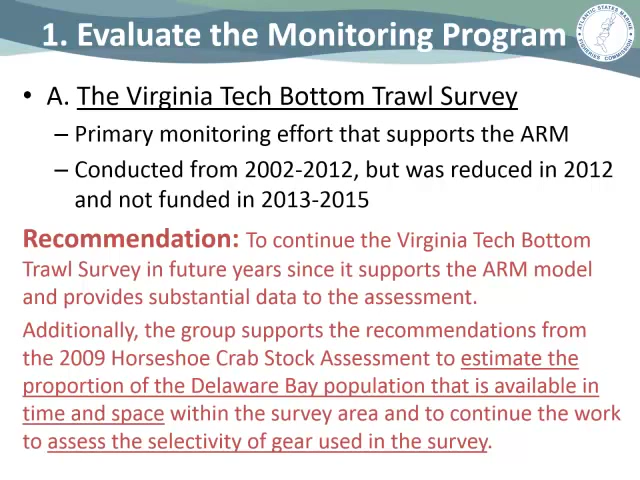 1. Evaluate the Monitoring Program
ATLANTIC STATES MARINE FISHERIES COMMISSION
• A. The Virginia Tech Bottom Trawl Survey
– Primary monitoring effort that supports the ARM
– Conducted from 2002-2012, but was reduced in 2012
and not funded in 2013-2015
Recommendation: To continue the Virginia Tech Bottom
Trawl Survey in future years since it supports the ARM model
and provides substantial data to the assessment.
Additionally, the group supports the recommendations from
the 2009 Horseshoe Crab Stock Assessment to estimate the
proportion of the Delaware Bay population that is available in
time and space within the survey area and to continue the work
to assess the selectivity of gear used in the survey.